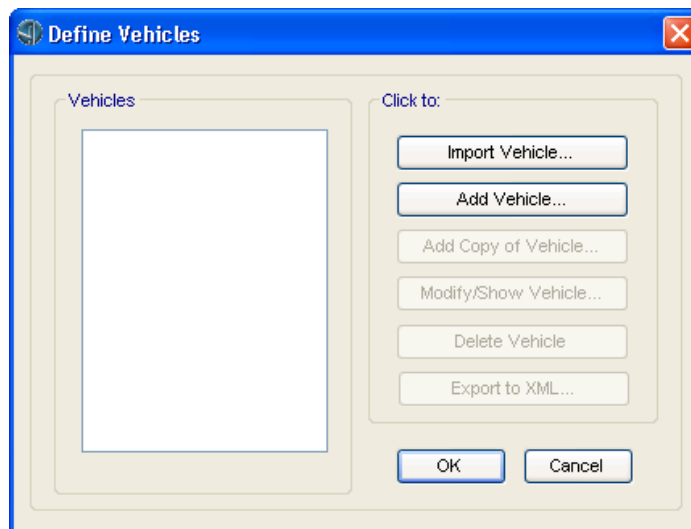 Define Vehicles
Vehicles
Click to:
Import Vehicle...
Add Vehicle...
Add Copy of Vehicle...
Modify/Show Vehicle...
Delete Vehicle
Export to XML...
OK
Cancel